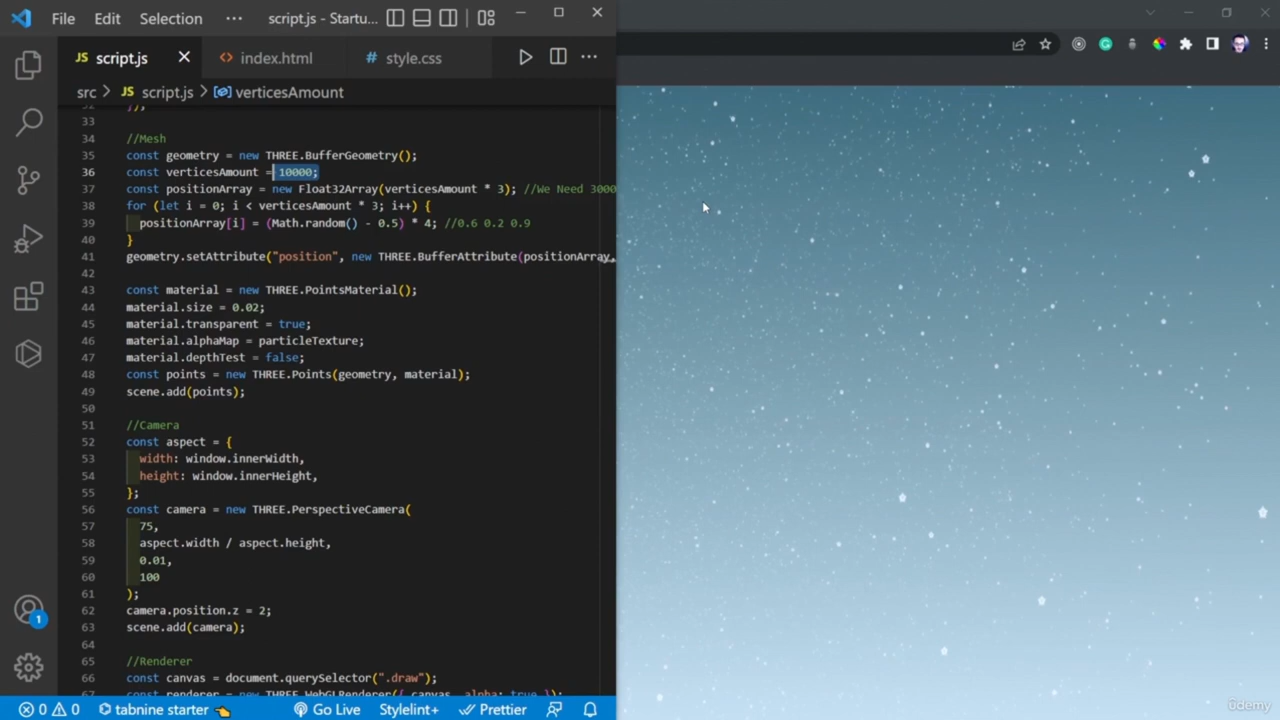 File Edit Selection ··· script.js - Startu...
JS script.js index.html # style.css
src > JS script.js > verticesAmount
32 });
33
34 //Mesh
35 const geometry = new THREE.BufferGeometry();
36 const verticesAmount = 10000;
37 const positionArray = new Float32Array(verticesAmount * 3); //We Need 3000
38 for (let i = 0; i < verticesAmount * 3; i++) {
39 positionArray[i] = (Math.random() - 0.5) * 4; //0.6 0.2 0.9
40 }
41 geometry.setAttribute("position", new THREE.BufferAttribute(positionArray,
42
43 const material = new THREE.PointsMaterial();
44 material.size = 0.02;
45 material.transparent = true;
46 material.alphaMap = particleTexture;
47 material.depthTest = false;
48 const points = new THREE.Points(geometry, material);
49 scene.add(points);
50
51 //Camera
52 const aspect = {
53 width: window.innerWidth,
54 height: window.innerHeight,
55 };
56 const camera = new THREE.PerspectiveCamera(
57 75,
58 aspect.width / aspect.height,
59 0.01,
60 100
61 );
62 camera.position.z = 2;
63 scene.add(camera);
64
65 //Renderer
66 const canvas = document.querySelector(".draw");
67 const renderer = new THREE.WebGLRenderer({ canvas, alpha: true });
1
0 0 tabnine starter Go Live Stylelint+ Prettier
ûdemy